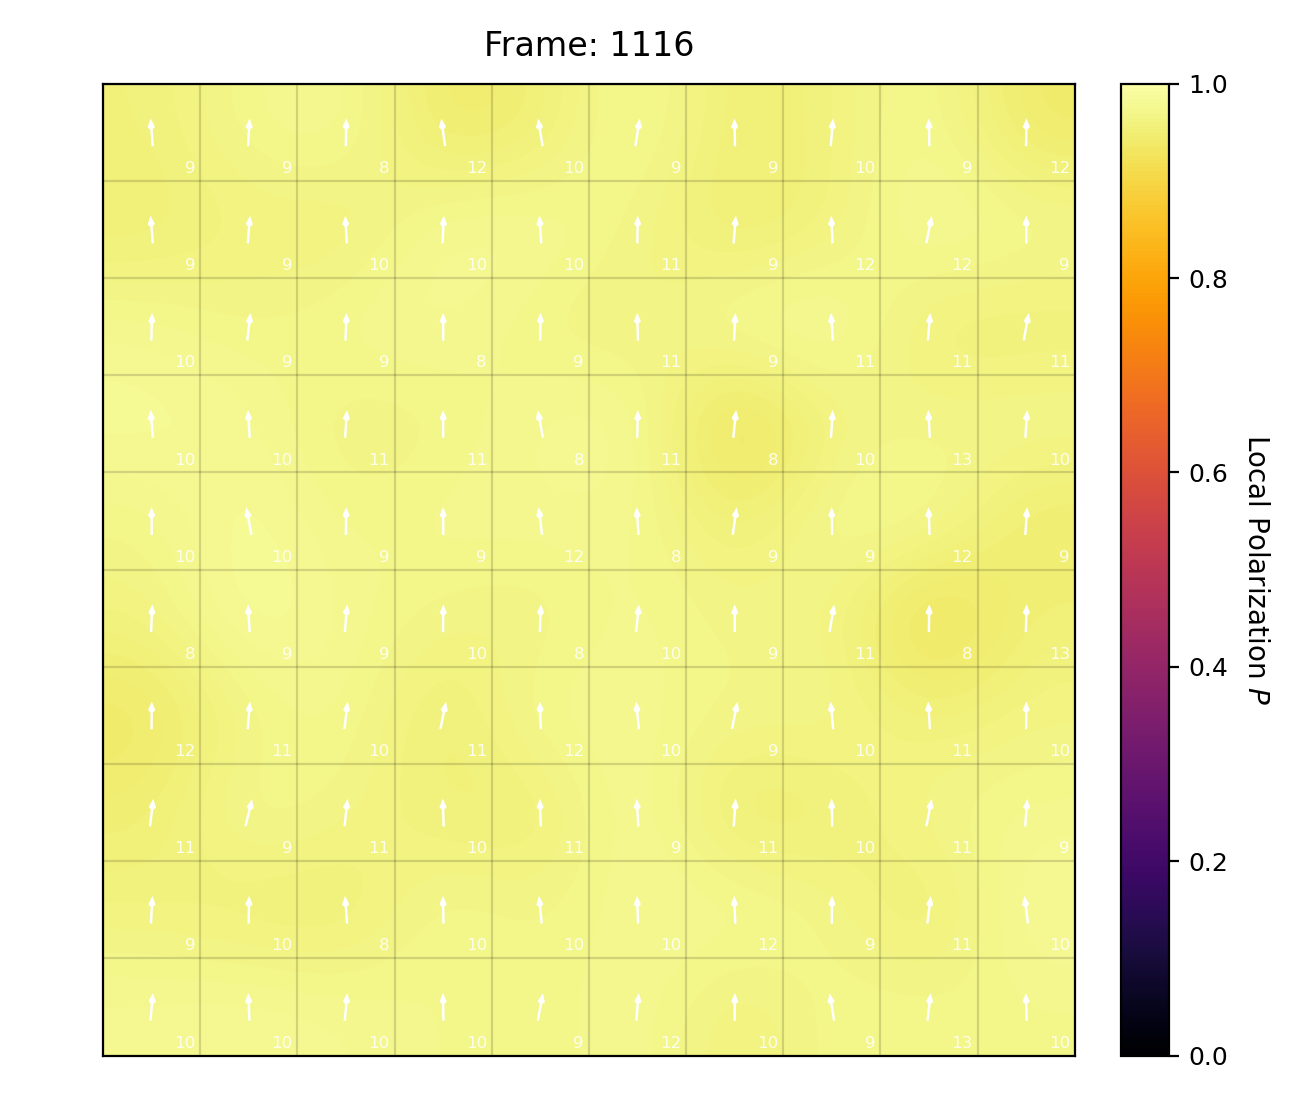 Frame: 1116
9 9 8 12 10 9 9 10 9 12
9 9 10 10 10 11 9 12 12 9
10 9 9 8 9 11 9 11 11 11
10 10 11 11 8 11 8 10 13 10
10 10 9 9 12 8 9 9 12 9
8 9 9 10 8 10 9 11 8 13
12 11 10 11 12 10 9 10 11 10
11 9 11 10 11 9 11 10 11 9
9 10 8 10 10 10 12 9 11 10
10 10 10 10 9 12 10 9 13 10
1.0
0.8
0.6
0.4
0.2
0.0
Local Polarization P